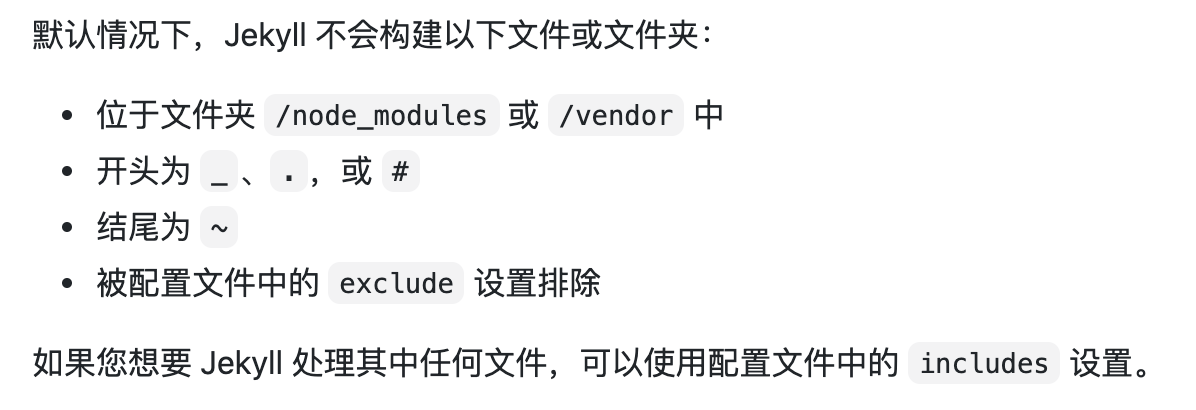 默认情况下，Jekyll 不会构建以下文件或文件夹：
• 位于文件夹 /node_modules 或 /vendor 中
• 开头为 _、.，或 #
• 结尾为 ~
• 被配置文件中的 exclude 设置排除
如果您想要 Jekyll 处理其中任何文件，可以使用配置文件中的 includes 设置。